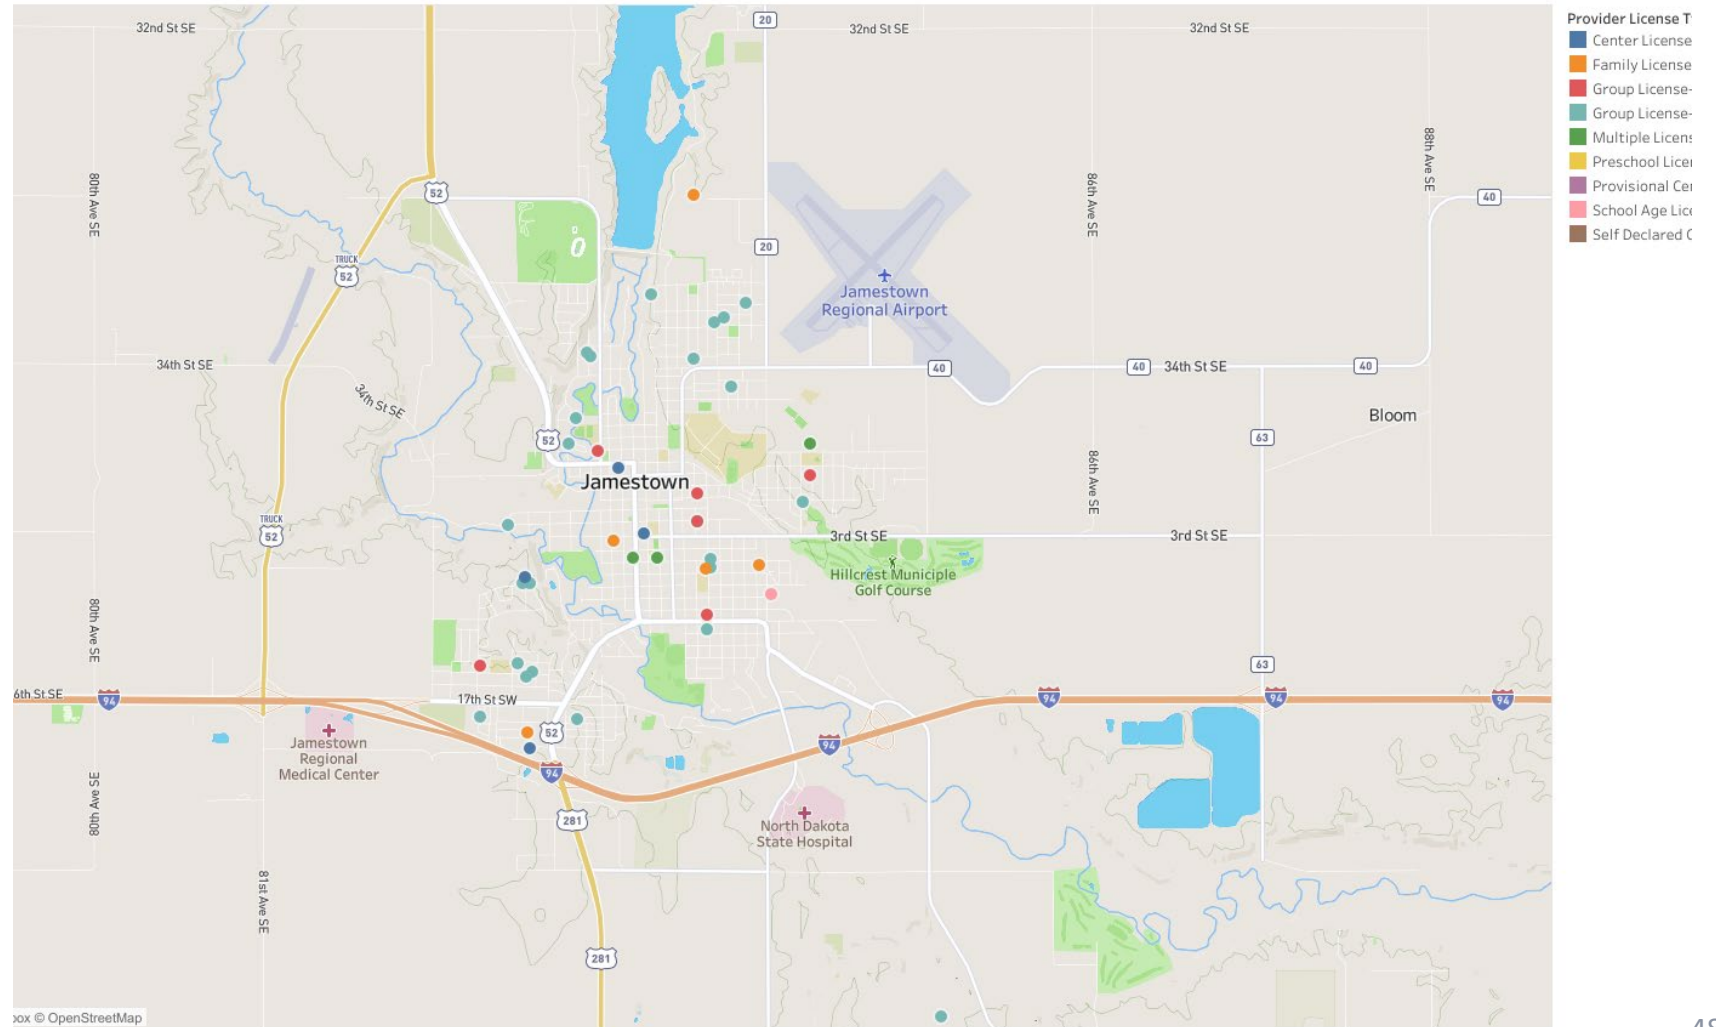 32nd St SE
20
32nd St SE
32nd St SE
Provider License T
Center License
Family License
Group License-
Group License-
Multiple Licens
Preschool Licen
Provisional Cen
School Age Lice
Self Declared C
80th Ave SE
52
86th Ave SE
88th Ave SE
40
20
TRUCK
52
Jamestown
Regional Airport
34th St SE
34th St SE
40
40
34th St SE
40
Bloom
52
63
86th Ave SE
Jamestown
TRUCK
52
3rd St SE
3rd St SE
Hillcrest Municiple
Golf Course
80th Ave SE
63
6th St SE
94
17th St SW
94
94
94
52
94
94
Jamestown
Regional
Medical Center
80th Ave SE
281
North Dakota
State Hospital
81st Ave SE
281
box © OpenStreetMap